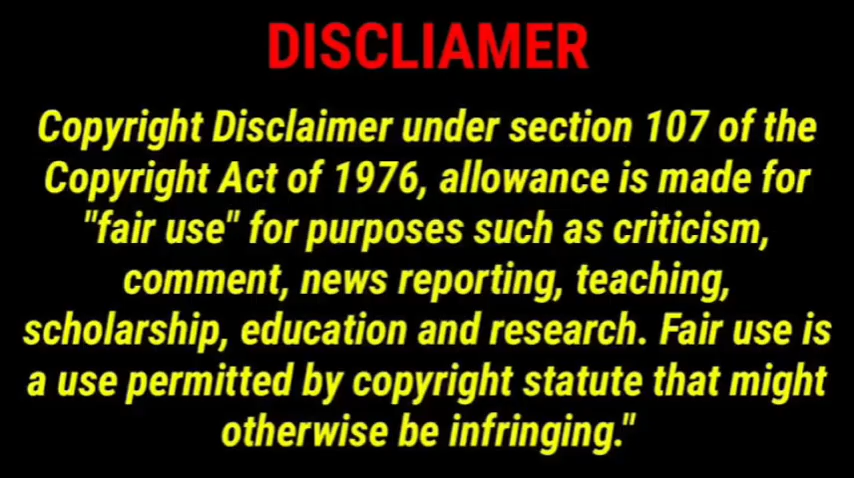 DISCLIAMER
Copyright Disclaimer under section 107 of the
Copyright Act of 1976, allowance is made for
"fair use" for purposes such as criticism,
comment, news reporting, teaching,
scholarship, education and research. Fair use is
a use permitted by copyright statute that might
otherwise be infringing."